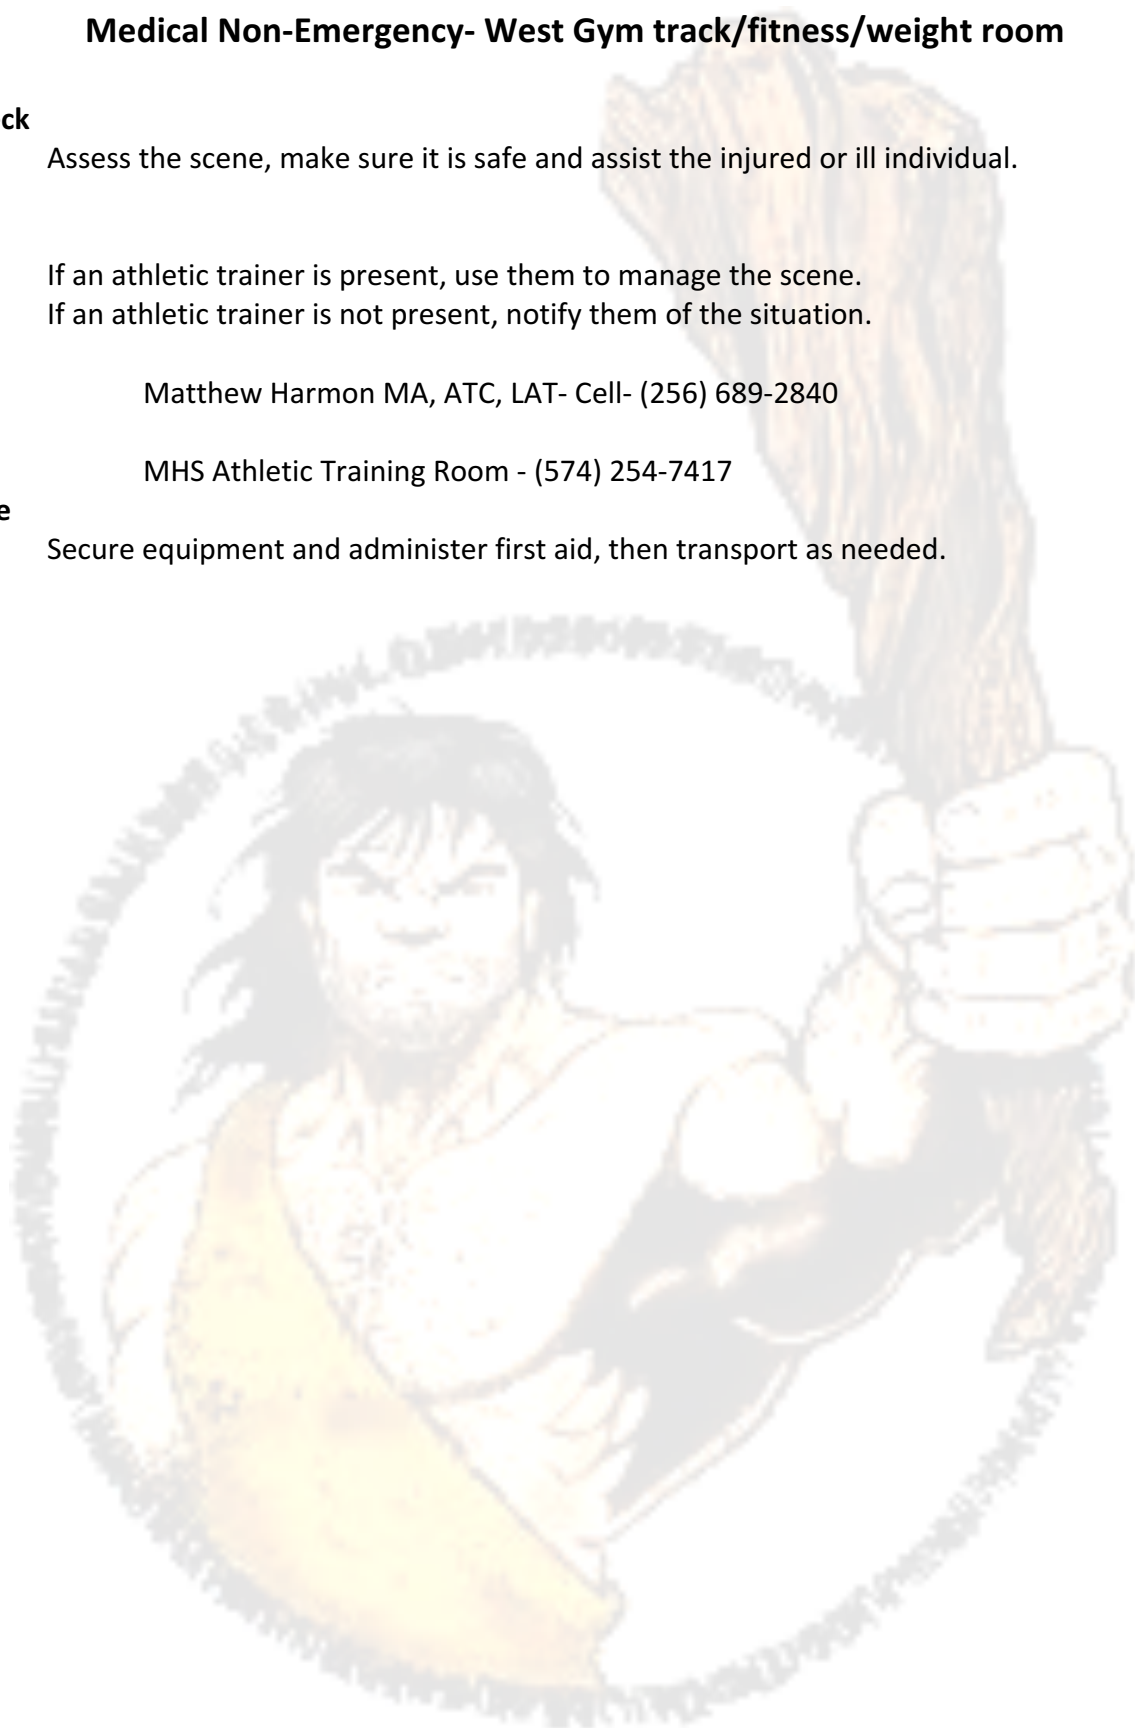 Medical Non-Emergency- West Gym track/fitness/weight room
ck
Assess the scene, make sure it is safe and assist the injured or ill individual.
If an athletic trainer is present, use them to manage the scene.
If an athletic trainer is not present, notify them of the situation.
Matthew Harmon MA, ATC, LAT- Cell- (256) 689-2840
MHS Athletic Training Room - (574) 254-7417
e
Secure equipment and administer first aid, then transport as needed.